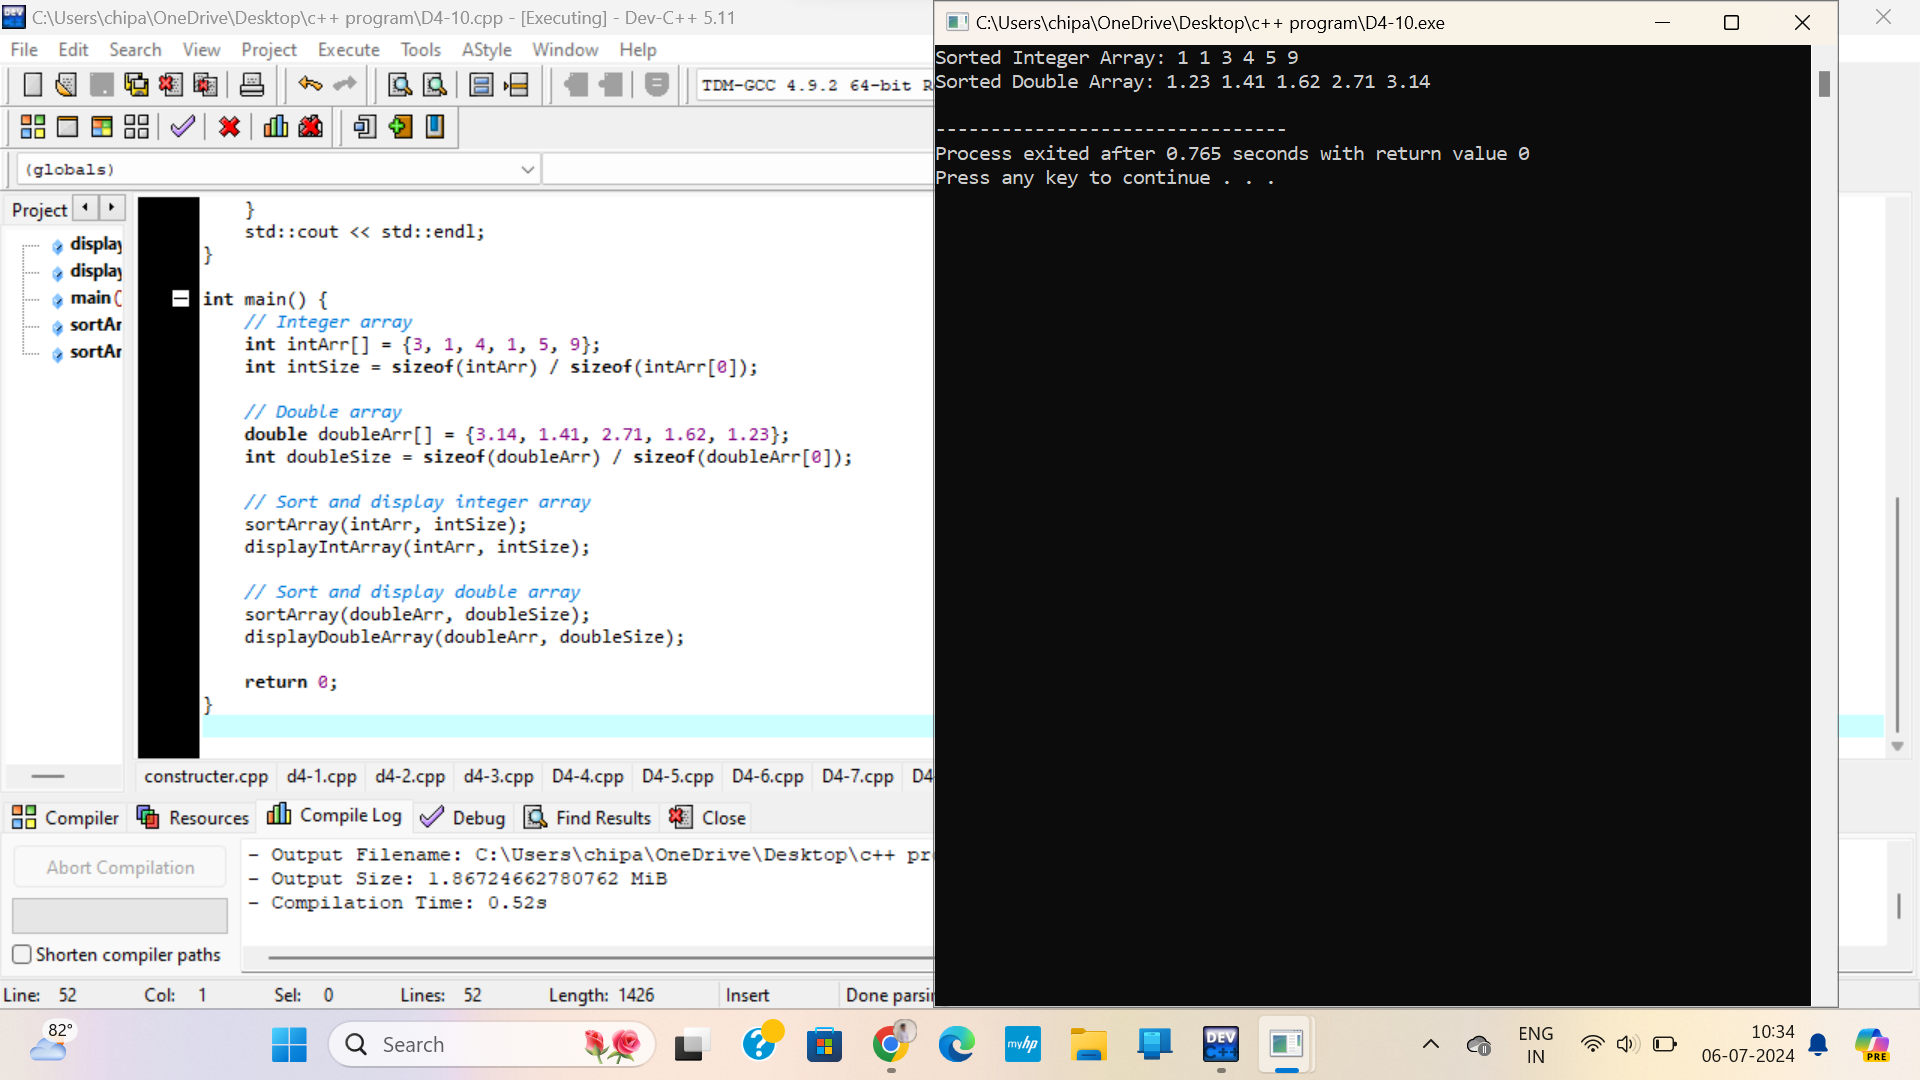 C:\Users\chipa\OneDrive\Desktop\c++ program\D4-10.cpp - [Executing] - Dev-C++ 5.11
File Edit Search View Project Execute Tools AStyle Window Help
TDM-GCC 4.9.2 64-bit R
(globals)
Project
display
display
main (
sortAr
sortAr
}
std::cout << std::endl;
}
int main() {
// Integer array
int intArr[] = {3, 1, 4, 1, 5, 9};
int intSize = sizeof(intArr) / sizeof(intArr[0]);
// Double array
double doubleArr[] = {3.14, 1.41, 2.71, 1.62, 1.23};
int doubleSize = sizeof(doubleArr) / sizeof(doubleArr[0]);
// Sort and display integer array
sortArray(intArr, intSize);
displayIntArray(intArr, intSize);
// Sort and display double array
sortArray(doubleArr, doubleSize);
displayDoubleArray(doubleArr, doubleSize);
return 0;
}
constructer.cpp d4-1.cpp d4-2.cpp d4-3.cpp D4-4.cpp D4-5.cpp D4-6.cpp D4-7.cpp D4
Compiler Resources Compile Log Debug Find Results Close
Abort Compilation
Shorten compiler paths
- Output Filename: C:\Users\chipa\OneDrive\Desktop\c++ pr
- Output Size: 1.86724662780762 MiB
- Compilation Time: 0.52s
Line: 52 Col: 1 Sel: 0 Lines: 52 Length: 1426 Insert Done parsin
C:\Users\chipa\OneDrive\Desktop\c++ program\D4-10.exe
Sorted Integer Array: 1 1 3 4 5 9
Sorted Double Array: 1.23 1.41 1.62 2.71 3.14
--------------------------------
Process exited after 0.765 seconds with return value 0
Press any key to continue . . .
82°
Search
myhp
DEV
C++
ENG
IN
10:34
06-07-2024
PRE